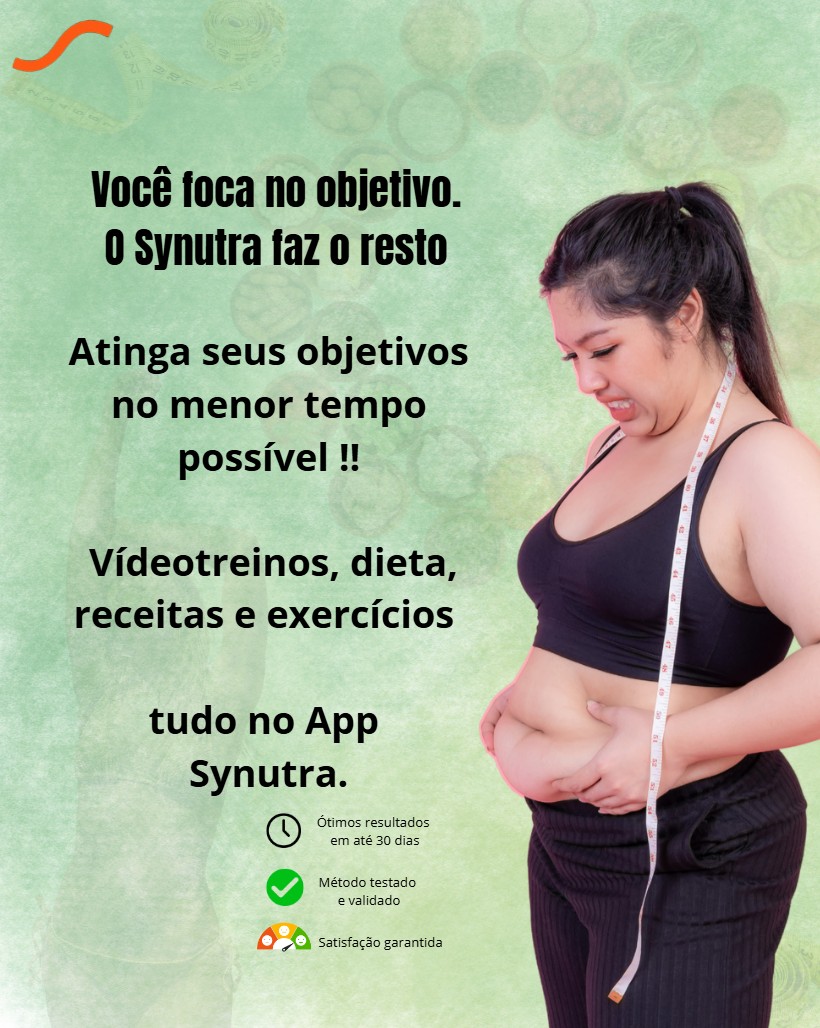 Você foca no objetivo.
O Synutra faz o resto
Atinga seus objetivos
no menor tempo
possível !!
Vídeotreinos, dieta,
receitas e exercícios
tudo no App
Synutra.
Ótimos resultados
em até 30 dias
Método testado
e validado
Satisfação garantida